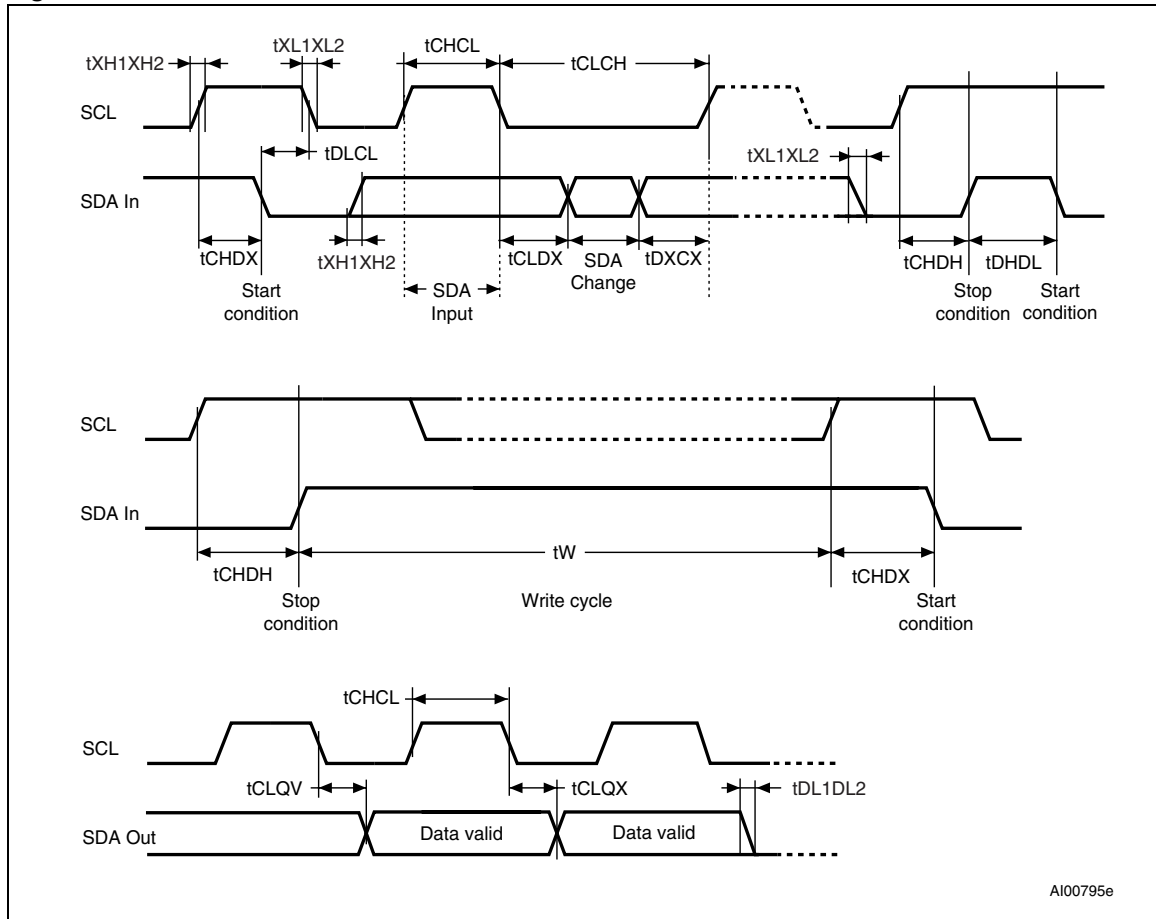 tXH1XH2
tXL1XL2
tCHCL
tCLCH
SCL
tDLCL
tXL1XL2
SDA In
tCHDX
tXH1XH2
tCLDX
SDA
Change
tDXCX
tCHDH
tDHDL
Start
condition
SDA
Input
Stop
condition
Start
condition
SCL
SDA In
tCHDH
tW
tCHDX
Stop
condition
Write cycle
Start
condition
tCHCL
SCL
tCLQV
tCLQX
tDL1DL2
SDA Out
Data valid
Data valid
AI00795e